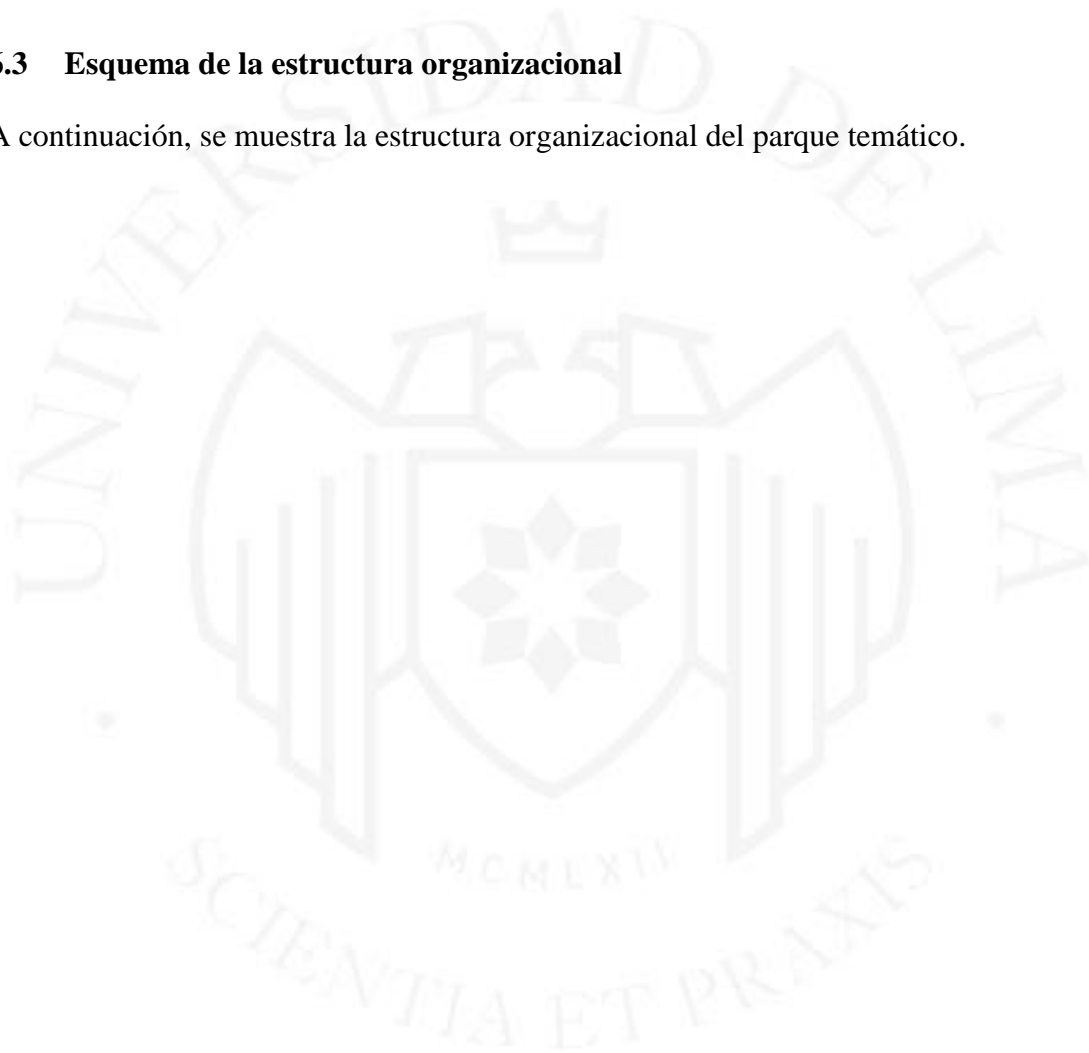 6.3 Esquema de la estructura organizacional
A continuación, se muestra la estructura organizacional del parque temático.
UNIVERSIDAD DE LIMA
MCMLXII
SCIENTIA ET PRAXIS